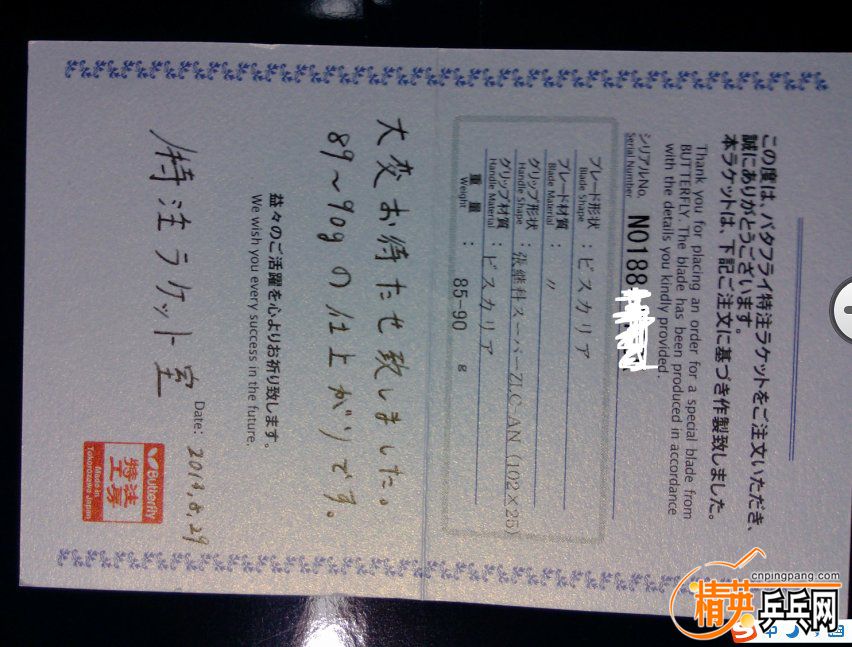 この度は、バタフライ特注ラケットをご注文いただき、
誠にありがとうございます。
本ラケットは、下記ご注文に基づき作製致しました。
Thank you for placing an order for a special blade from
BUTTERFLY. The blade has been produced in accordance
with the details you kindly provided.
シリアルNo.
Serial Number
NO188
ブレード形状 : ビスカリア
Blade Shape
ブレード材質 : 〃
Blade Material
グリップ形状 : 張継科スーパーZLC-AN (102×25)
Handle Shape
グリップ材質 : ビスカリア
Handle Material
重量 : 85-90 g
Weight
大変お待たせ致しました。
89〜90gの仕上がりです。
益々のご活躍を心よりお祈り致します。
We wish you every success in the future.
特注ラケット室
Date:
Butterfly
特注
工房
Made in
Takarazawa Japan
cnpingpang.com
精英乒乓网
中